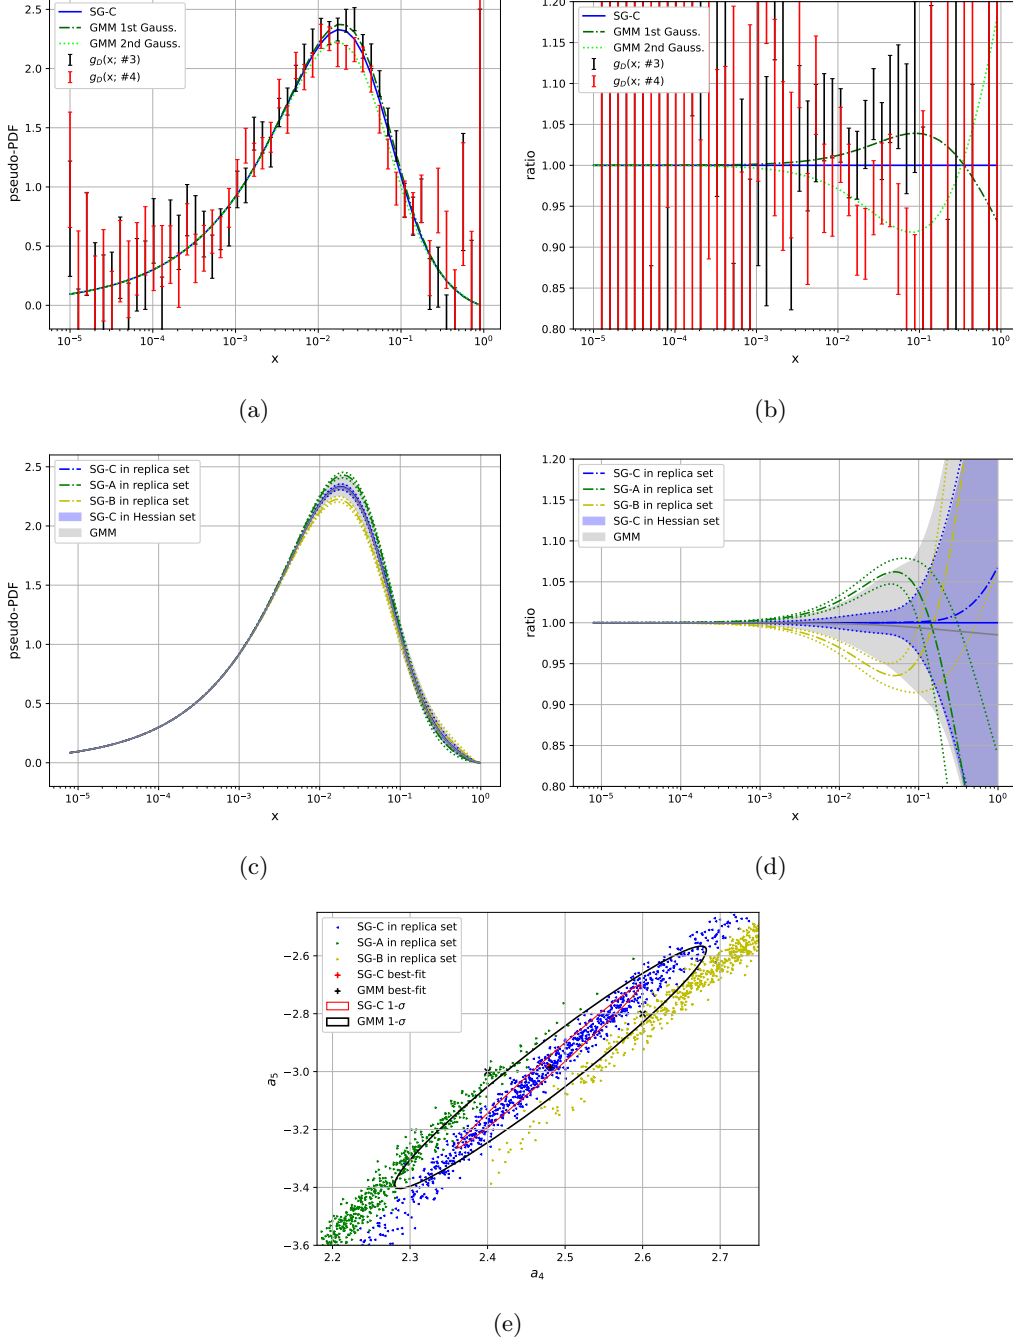 SG-C
GMM 1st Gauss.
GMM 2nd Gauss.
g_D(x; #3)
g_D(x; #4)
pseudo-PDF
2.5
2.0
1.5
1.0
0.5
0.0
10⁻⁵ 10⁻⁴ 10⁻³ 10⁻² 10⁻¹ 10⁰
x
(a)
SG-C
GMM 1st Gauss.
GMM 2nd Gauss.
g_D(x; #3)
g_D(x; #4)
ratio
1.20
1.15
1.10
1.05
1.00
0.95
0.90
0.85
0.80
10⁻⁵ 10⁻⁴ 10⁻³ 10⁻² 10⁻¹ 10⁰
x
(b)
SG-C in replica set
SG-A in replica set
SG-B in replica set
SG-C in Hessian set
GMM
pseudo-PDF
2.5
2.0
1.5
1.0
0.5
0.0
10⁻⁵ 10⁻⁴ 10⁻³ 10⁻² 10⁻¹ 10⁰
x
(c)
SG-C in replica set
SG-A in replica set
SG-B in replica set
SG-C in Hessian set
GMM
ratio
1.20
1.15
1.10
1.05
1.00
0.95
0.90
0.85
0.80
10⁻⁵ 10⁻⁴ 10⁻³ 10⁻² 10⁻¹ 10⁰
x
(d)
SG-C in replica set
SG-A in replica set
SG-B in replica set
SG-C best-fit
GMM best-fit
SG-C 1-σ
GMM 1-σ
a₅
−2.6
−2.8
−3.0
−3.2
−3.4
−3.6
2.2 2.3 2.4 2.5 2.6 2.7
a₄
(e)